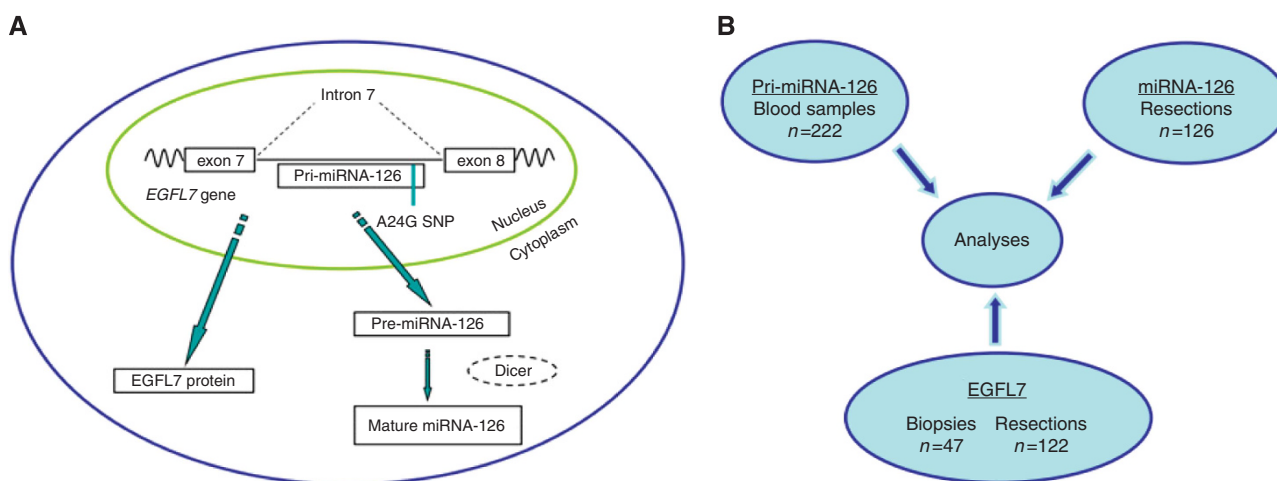 A
Intron 7
exon 7
exon 8
Pri-miRNA-126
EGFL7 gene
A24G SNP
Nucleus
Cytoplasm
Pre-miRNA-126
EGFL7 protein
Dicer
Mature miRNA-126
B
Pri-miRNA-126
Blood samples
n=222
miRNA-126
Resections
n=126
Analyses
EGFL7
Biopsies Resections
n=47 n=122